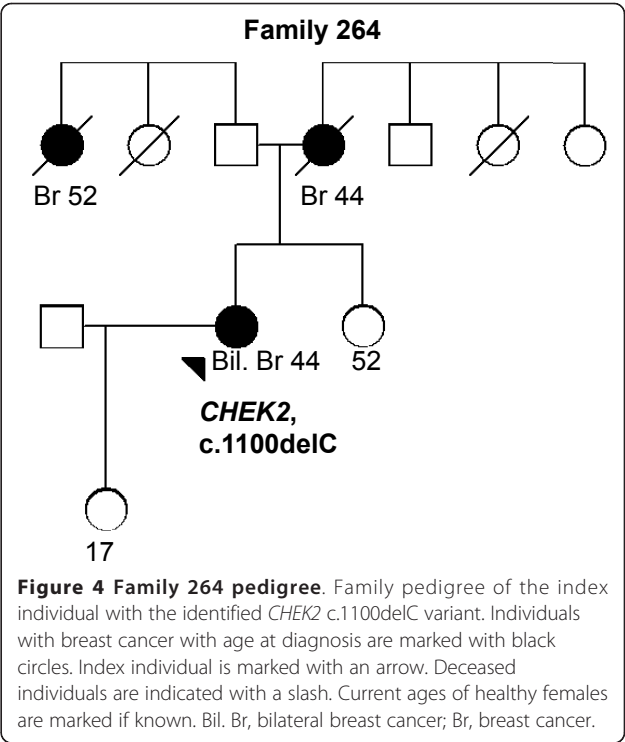 Family 264
Br 52
Br 44
Bil. Br 44
52
CHEK2,
c.1100delC
17
Figure 4 Family 264 pedigree. Family pedigree of the index
individual with the identified CHEK2 c.1100delC variant. Individuals
with breast cancer with age at diagnosis are marked with black
circles. Index individual is marked with an arrow. Deceased
individuals are indicated with a slash. Current ages of healthy females
are marked if known. Bil. Br, bilateral breast cancer; Br, breast cancer.